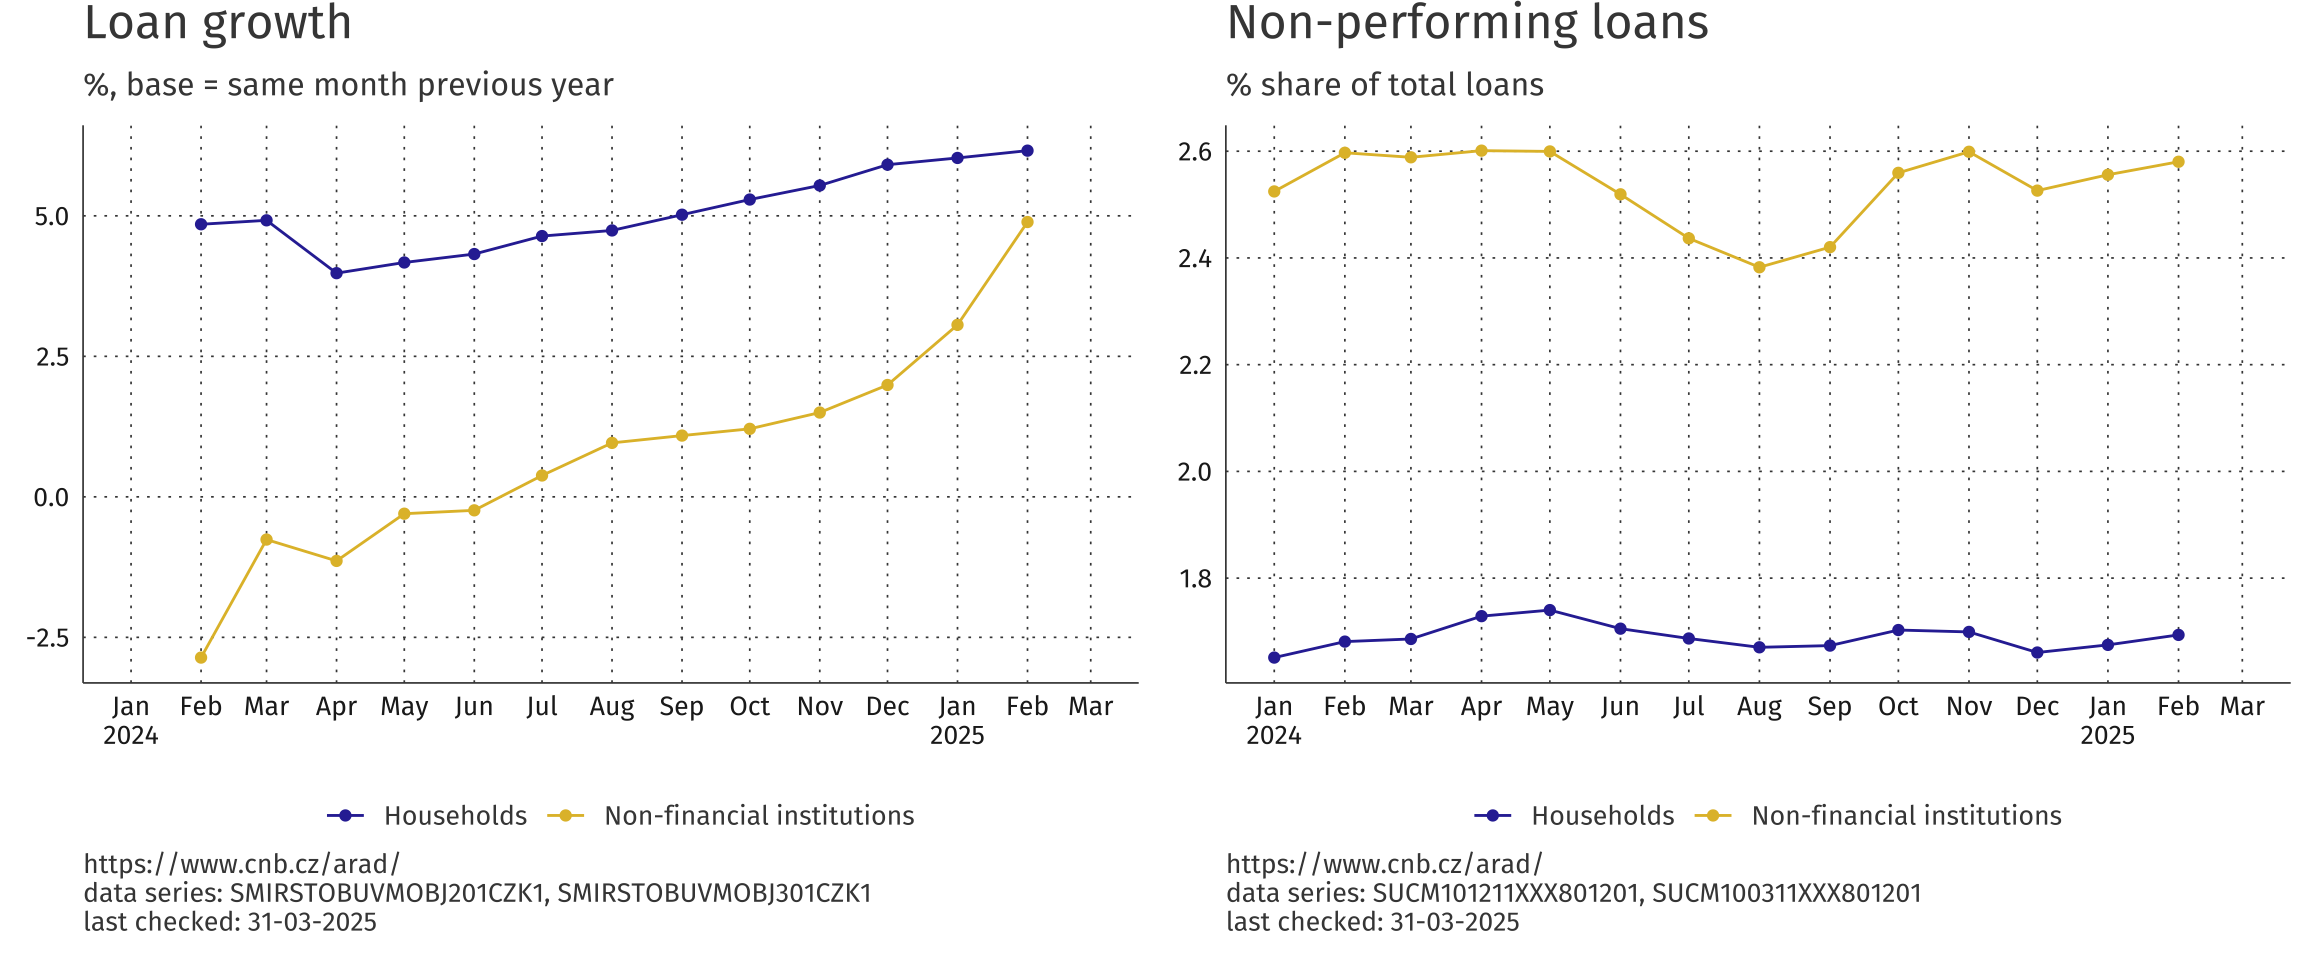 Loan growth
%, base = same month previous year
5.0
2.5
0.0
-2.5
Jan Feb Mar Apr May Jun Jul Aug Sep Oct Nov Dec Jan Feb Mar
2024 2025
Households Non-financial institutions
https://www.cnb.cz/arad/
data series: SMIRSTOBUVMOBJ201CZK1, SMIRSTOBUVMOBJ301CZK1
last checked: 31-03-2025
Non-performing loans
% share of total loans
2.6
2.4
2.2
2.0
1.8
Jan Feb Mar Apr May Jun Jul Aug Sep Oct Nov Dec Jan Feb Mar
2024 2025
Households Non-financial institutions
https://www.cnb.cz/arad/
data series: SUCM101211XXX801201, SUCM100311XXX801201
last checked: 31-03-2025